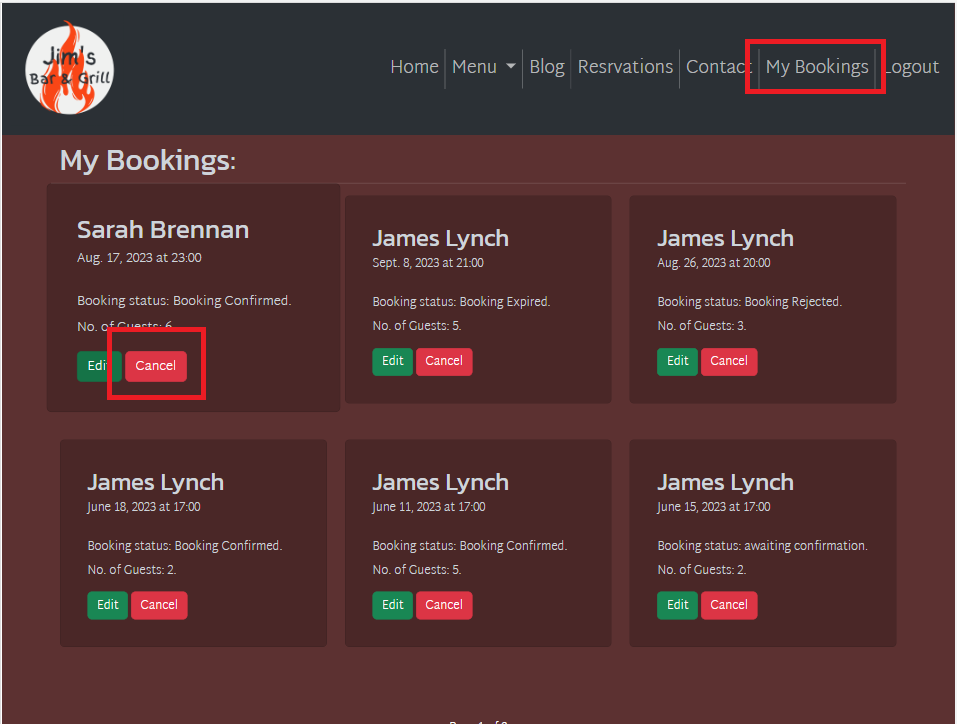 Jim's
Bar & Grill
Home Menu Blog Resrvations Contact My Bookings Logout
My Bookings:
Sarah Brennan
Aug. 17, 2023 at 23:00
Booking status: Booking Confirmed.
No. of Guests: 6.
Edit Cancel
James Lynch
Sept. 8, 2023 at 21:00
Booking status: Booking Expired.
No. of Guests: 5.
Edit Cancel
James Lynch
Aug. 26, 2023 at 20:00
Booking status: Booking Rejected.
No. of Guests: 3.
Edit Cancel
James Lynch
June 18, 2023 at 17:00
Booking status: Booking Confirmed.
No. of Guests: 2.
Edit Cancel
James Lynch
June 11, 2023 at 17:00
Booking status: Booking Confirmed.
No. of Guests: 5.
Edit Cancel
James Lynch
June 15, 2023 at 17:00
Booking status: awaiting confirmation.
No. of Guests: 2.
Edit Cancel